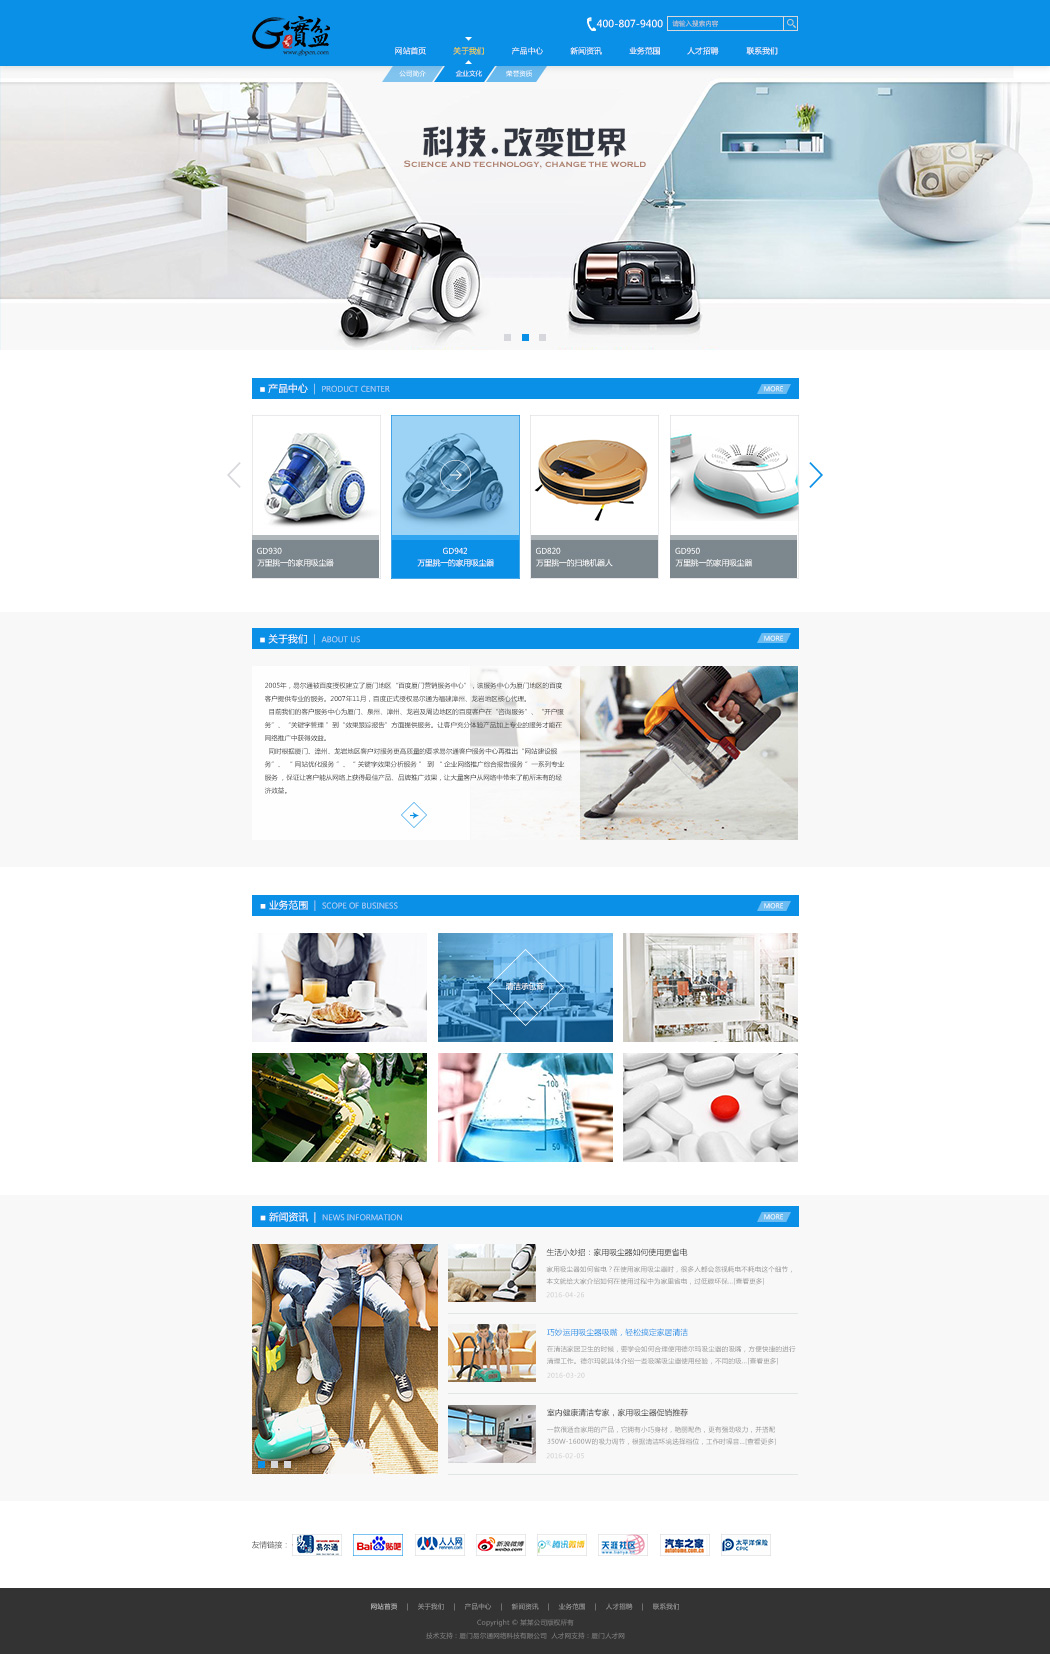 G 實盆
400-807-9400
请输入搜索内容
网站首页 关于我们 产品中心 新闻资讯 业务范围 人才招聘 联系我们
公司简介 企业文化 荣誉资质
科技.改变世界
SCIENCE AND TECHNOLOGY, CHANGE THE WORLD
产品中心 | PRODUCT CENTER
MORE
GD930
万里挑一的家用吸尘器
GD942
万里挑一的家用吸尘器
GD820
万里挑一的扫地机器人
GD950
万里挑一的家用吸尘器
关于我们 | ABOUT US
MORE
2005年，易尔通被百度授权建立了厦门地区“百度厦门营销服务中心”，该服务中心为厦门地区的百度
客户提供专业的服务。2007年11月，百度正式授权易尔通为福建漳州、龙岩地区核心代理。
目前我们的客户服务中心为厦门、泉州、漳州、龙岩及周边地区的百度客户在“咨询服务”、“开户服
务”、“关键字管理”到“效果跟踪报告”方面提供服务。让客户充分体验产品加上专业的服务才能在
网络推广中获得效益。
同时根据厦门、漳州、龙岩地区客户对服务更高质量的要求易尔通客户服务中心再推出“网站建设服
务”、“网站优化服务”、“关键字效果分析服务”到“企业网络推广综合报告服务”一系列专业
服务，保证让客户能从网络上获得最佳产品、品牌推广效果，让大量客户从网络中带来了前所未有的经
济效益。
业务范围 | SCOPE OF BUSINESS
MORE
清洁承包商
100
75
50
新闻资讯 | NEWS INFORMATION
MORE
生活小妙招：家用吸尘器如何使用更省电
家用吸尘器如何省电？在使用家用吸尘器时，很多人都会忽视耗电不耗电这个细节，
本文就给大家介绍如何在使用过程中为家里省电，过低碳环保...[查看更多]
2016-04-26
巧妙运用吸尘器吸嘴，轻松搞定家居清洁
在清洁家居卫生的时候，要学会如何合理使用德尔玛吸尘器的吸嘴，方便快速的进行
清理工作。德尔玛就具体介绍一些吸嘴吸尘器使用经验，不同的吸...[查看更多]
2016-03-20
室内健康清洁专家，家用吸尘器促销推荐
一款很适合家用的产品，它拥有小巧身材，艳丽配色，更有强劲吸力，并搭配
350W-1600W的吸力调节，根据清洁环境选择档位，工作时噪音...[查看更多]
2016-02-05
友情链接：
易尔通
Bai 贴吧
人人网
renren.com
新浪微博
weibo.com
腾讯微博
天涯社区
汽车之家
autohome.com.cn
太平洋保险
CPIC
网站首页 | 关于我们 | 产品中心 | 新闻资讯 | 业务范围 | 人才招聘 | 联系我们
Copyright © 某某公司版权所有
技术支持：厦门易尔通网络科技有限公司 人才网支持：厦门人才网